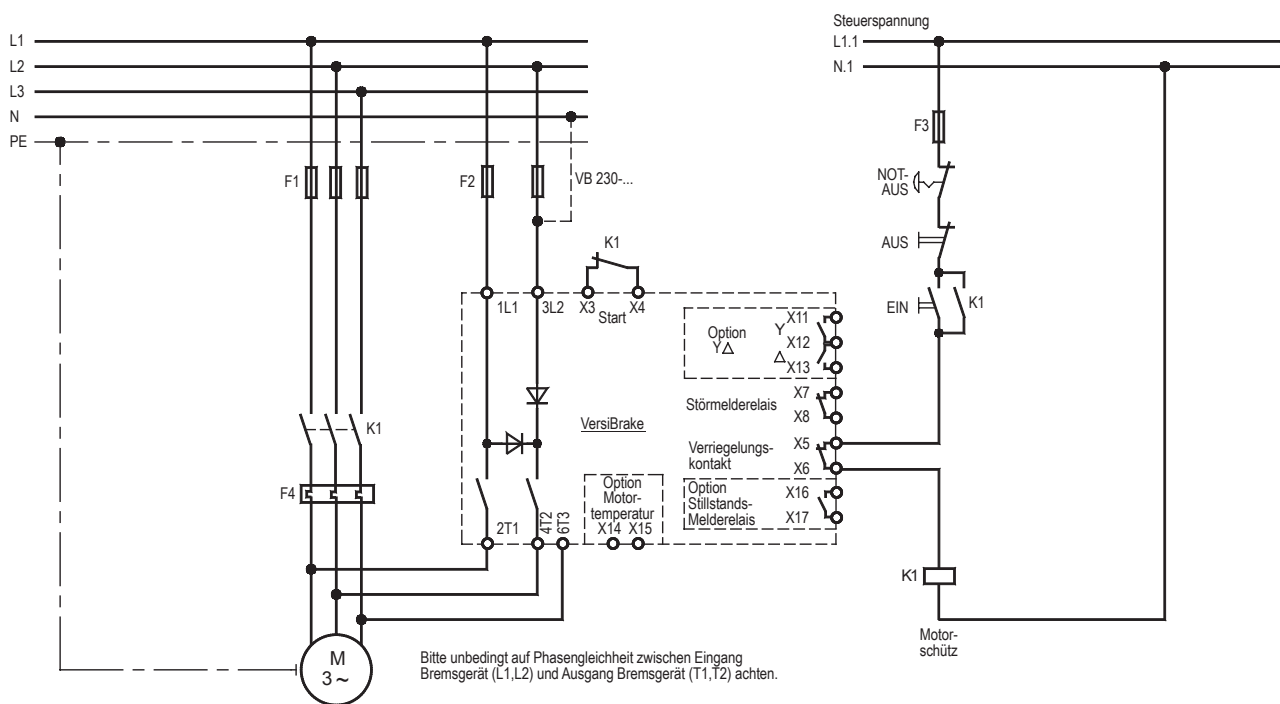 Steuerspannung
L1
L2
L3
N
PE
L1.1
N.1
F1
F2
VB 230-...
F3
NOT-
AUS
AUS
EIN
K1
K1
1L1
3L2
X3
X4
Start
Option
Y△
Y
△
X11
X12
X13
Störmelderelais
X7
X8
VersiBrake
Verriegelungs-
kontakt
X5
X6
Option
Motor-
temperatur
X14 X15
Option
Stillstands-
Melderelais
X16
X17
K1
F4
2T1
4T2
6T3
K1
Motor-
schütz
M
3 ~
Bitte unbedingt auf Phasengleichheit zwischen Eingang
Bremsgerät (L1,L2) und Ausgang Bremsgerät (T1,T2) achten.